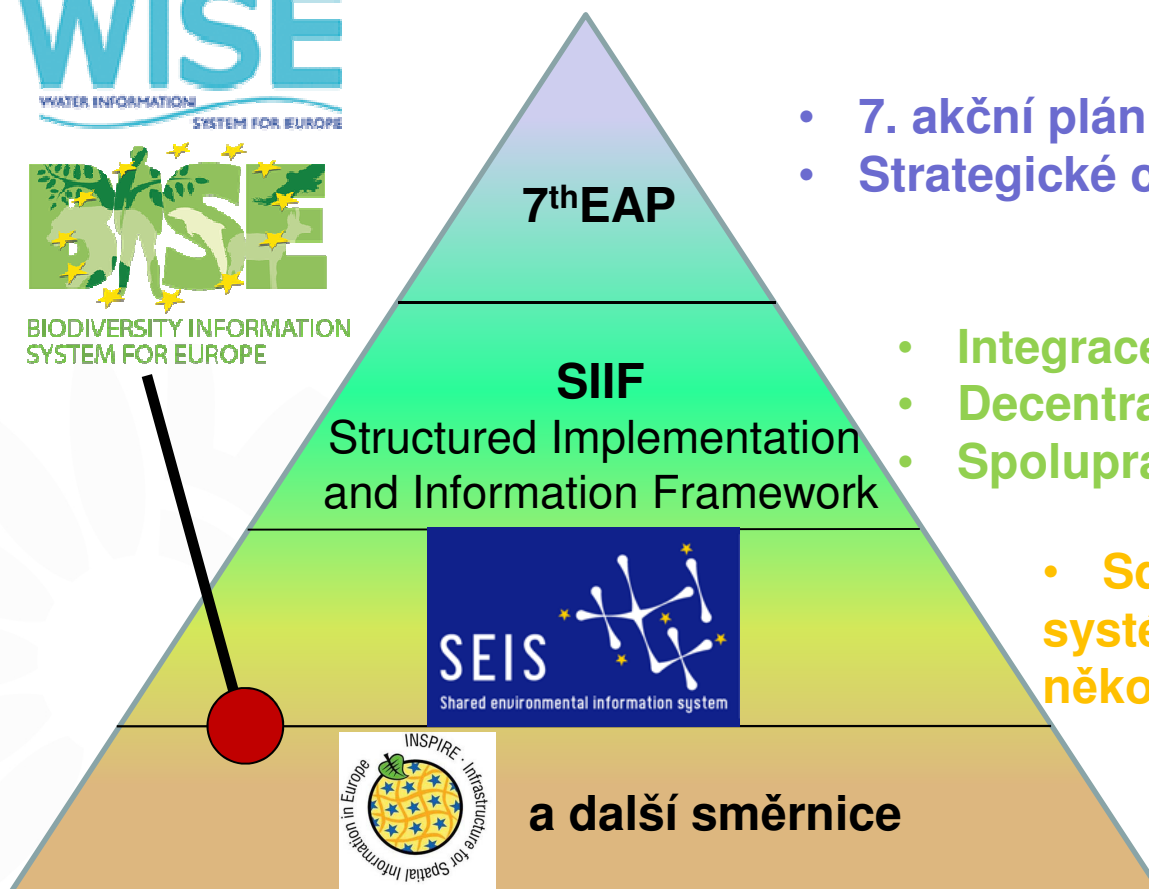 WISE
WATER INFORMATION
SYSTEM FOR EUROPE
BISE
BIODIVERSITY INFORMATION
SYSTEM FOR EUROPE
7thEAP
• 7. akční plán
• Strategické
SIIF
Structured Implementation
and Information Framework
• Integrace
• Decentra
• Spolupra
SEIS
Shared environmental information system
• 
systé
něko
INSPIRE · Infrastructure for Spatial Information in Europe
a další směrnice